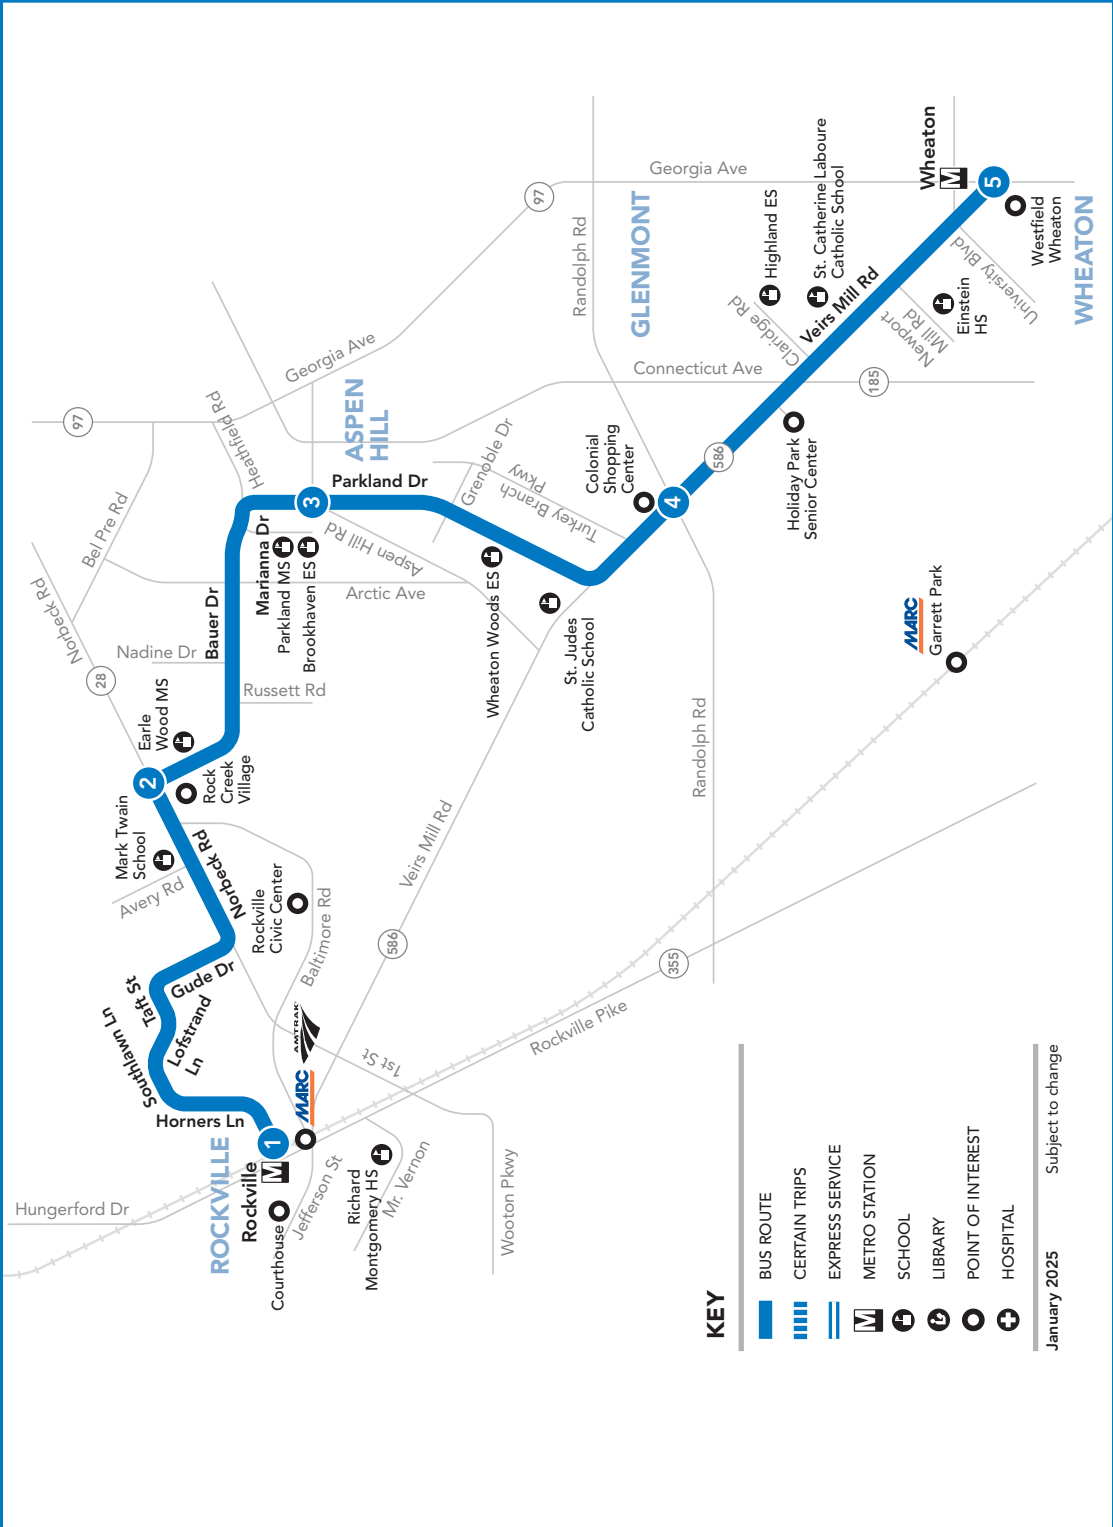 Hungerford Dr
ROCKVILLE
Rockville
M
Courthouse
1
MARC
AMTRAK
Jefferson St
Richard
Montgomery HS
Mr. Vernon
Wooton Pkwy
1st St
Rockville Pike
355
Horners Ln
Southlawn Ln
Lofstrand
Ln
Taft St
Gude Dr
Norbeck Rd
Avery Rd
Mark Twain
School
Rockville
Civic Center
Baltimore Rd
586
Veirs Mill Rd
2
Rock
Creek
Village
Earle
Wood MS
28
Norbeck Rd
Nadine Dr
Russett Rd
Bauer Dr
Bel Pre Rd
97
Heathfield Rd
Marianna Dr
Parkland MS
Brookhaven ES
Arctic Ave
Aspen Hill Rd
3
Parkland Dr
ASPEN
HILL
Georgia Ave
97
Grenoble Dr
Turkey Branch
Pkwy
Wheaton Woods ES
St. Judes
Catholic School
Colonial
Shopping
Center
4
586
Randolph Rd
Randolph Rd
GLENMONT
Georgia Ave
Connecticut Ave
185
Holiday Park
Senior Center
Claridge Rd
Highland ES
St. Catherine Laboure
Catholic School
Veirs Mill Rd
Newport
Mill Rd
Einstein
HS
University Blvd
Wheaton
M
5
Westfield
Wheaton
WHEATON
MARC
Garrett Park
KEY
BUS ROUTE
CERTAIN TRIPS
EXPRESS SERVICE
M METRO STATION
SCHOOL
LIBRARY
POINT OF INTEREST
HOSPITAL
January 2025
Subject to change